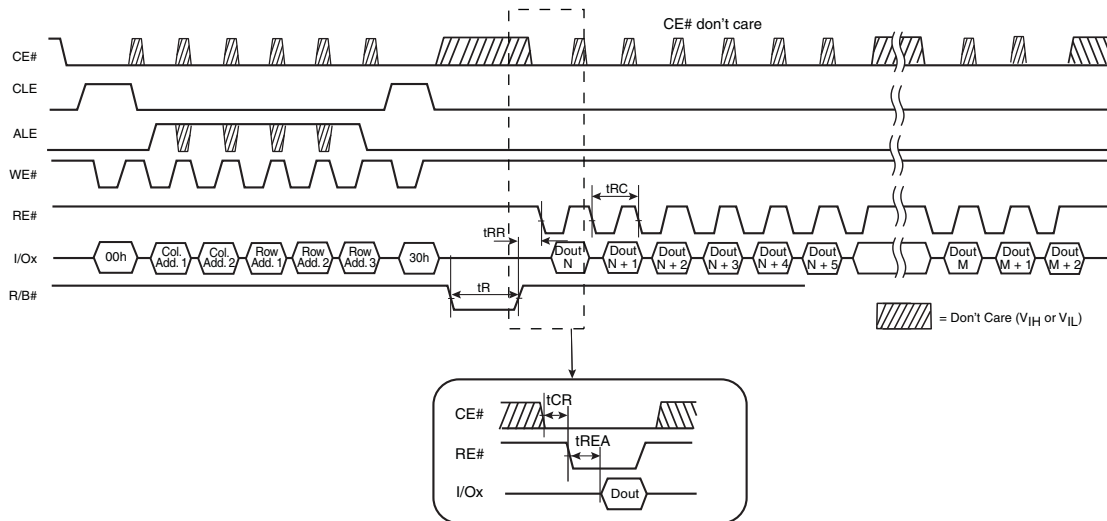 CE# don't care
CE#
CLE
ALE
WE#
tRC
RE#
tRR
I/Ox
00h
Col. Add. 1
Col. Add. 2
Row Add. 1
Row Add. 2
Row Add. 3
30h
Dout N
Dout N + 1
Dout N + 2
Dout N + 3
Dout N + 4
Dout N + 5
Dout M
Dout M + 1
Dout M + 2
R/B#
tR
= Don't Care (VIH or VIL)
tCR
CE#
tREA
RE#
I/Ox
Dout